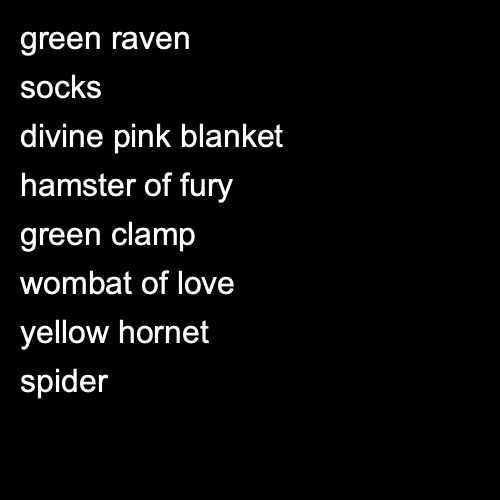 green raven
socks
divine pink blanket
hamster of fury
green clamp
wombat of love
yellow hornet
spider